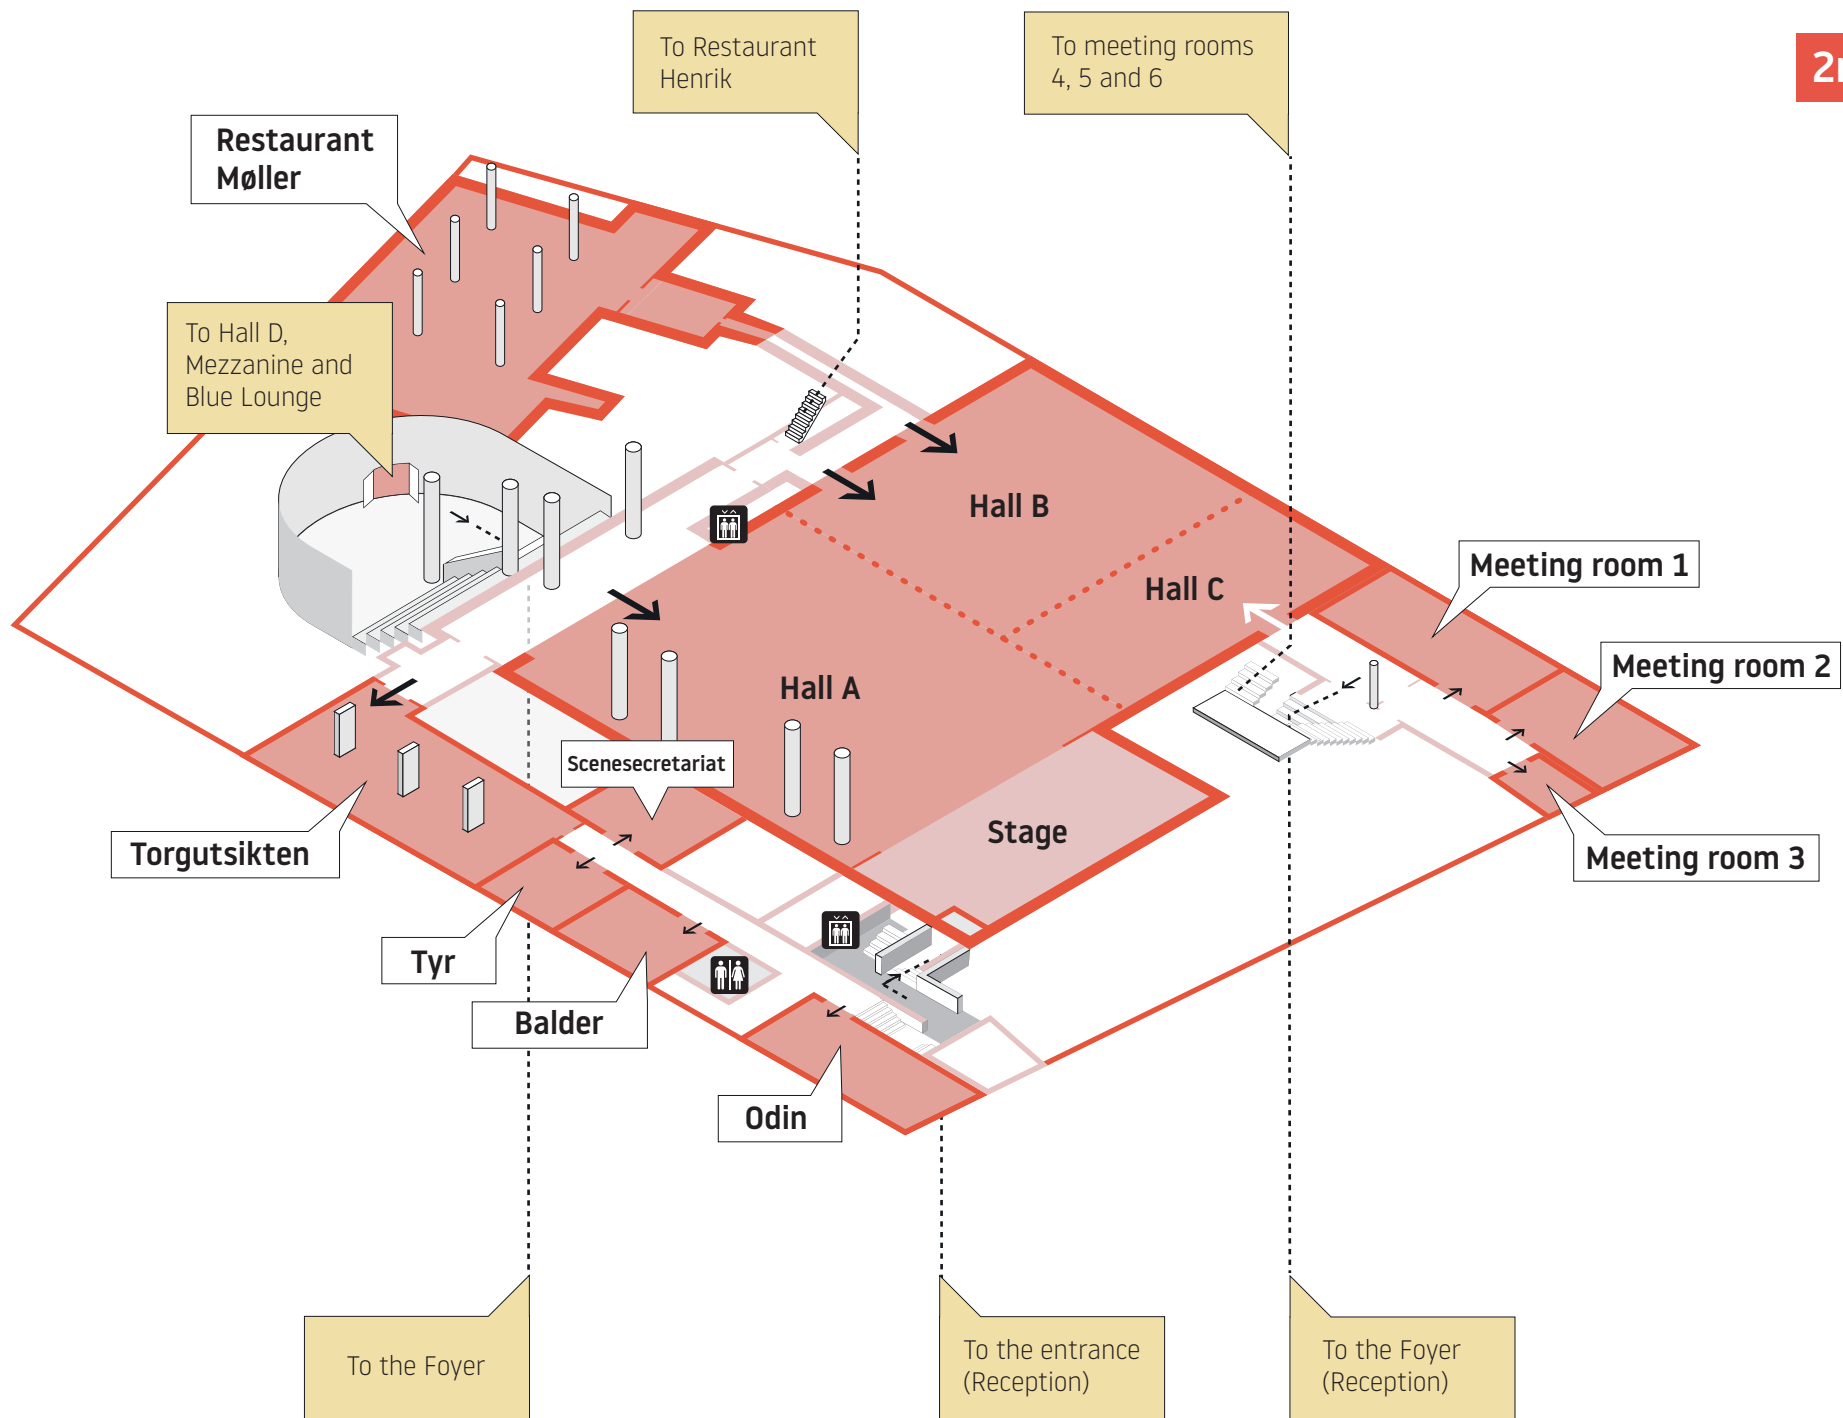 To Restaurant
Henrik
To meeting rooms
4, 5 and 6
Restaurant
Møller
To Hall D,
Mezzanine and
Blue Lounge
Hall B
Hall C
Meeting room 1
Meeting room 2
Hall A
Scenesecretariat
Stage
Torgutsikten
Meeting room 3
Tyr
Balder
Odin
To the Foyer
To the entrance
(Reception)
To the Foyer
(Reception)